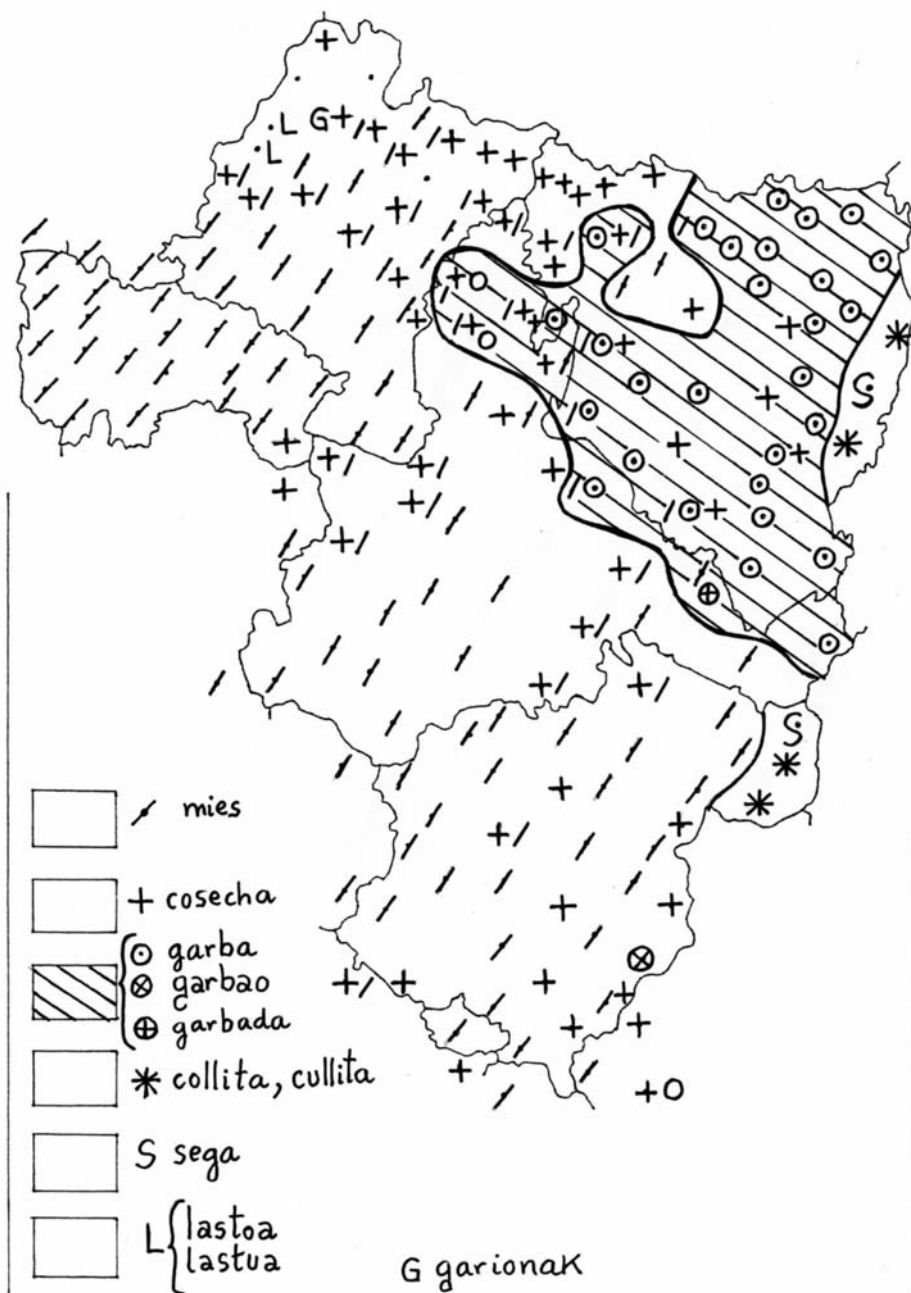 L G
L
S
S
mies
cosecha
garba
garbao
garbada
collita, cullita
S sega
L lastoa
lastua
G garionak